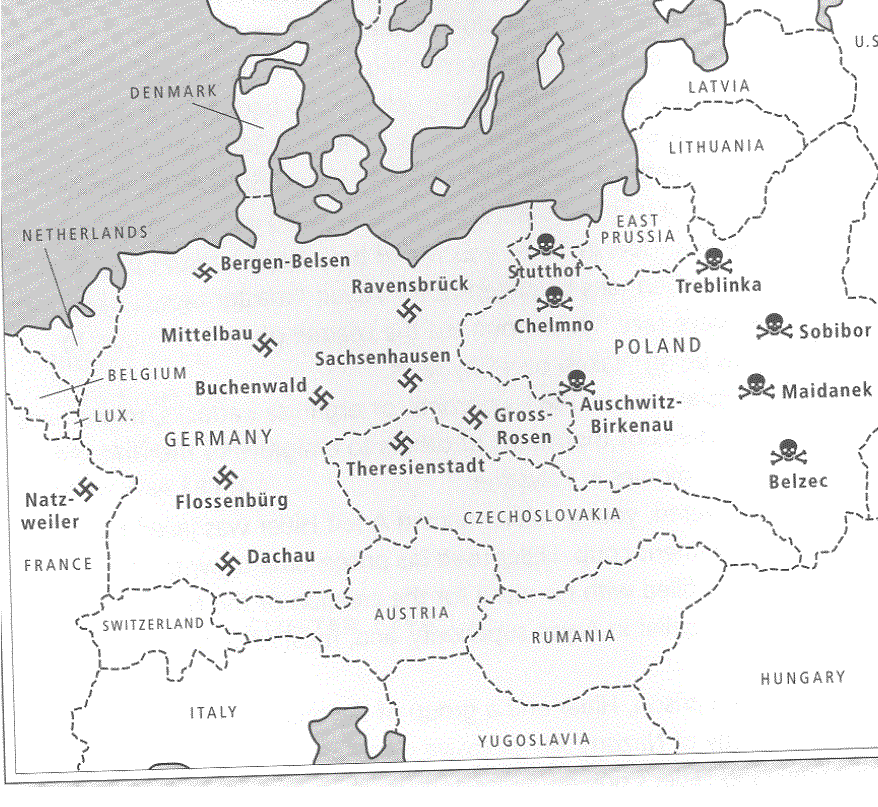 U.S
LATVIA
DENMARK
LITHUANIA
NETHERLANDS
EAST
PRUSSIA
Bergen-Belsen
Stutthof
Ravensbrück
Treblinka
Chelmno
Mittelbau
Sobibor
POLAND
Sachsenhausen
BELGIUM
Buchenwald
Maidanek
Auschwitz-
Birkenau
LUX.
Gross-
Rosen
GERMANY
Theresienstadt
Belzec
Natz-
weiler
Flossenbürg
CZECHOSLOVAKIA
Dachau
FRANCE
AUSTRIA
SWITZERLAND
RUMANIA
HUNGARY
ITALY
YUGOSLAVIA